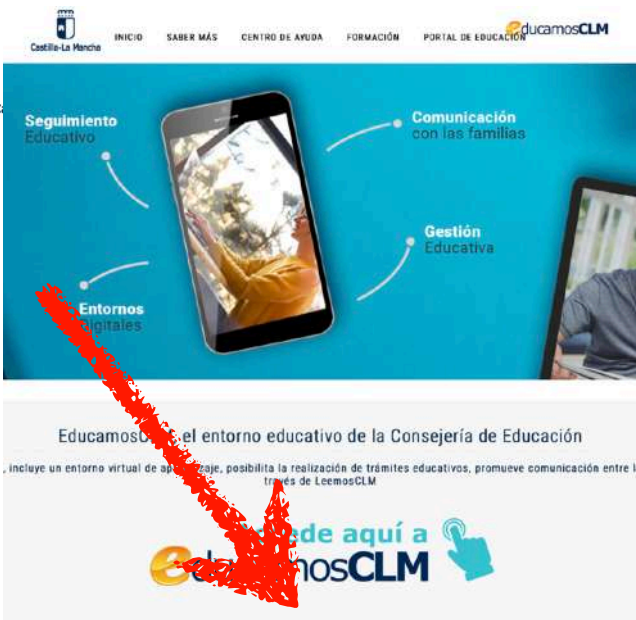 Castilla-La Mancha
INICIO SABER MÁS CENTRO DE AYUDA FORMACIÓN PORTAL DE EDUCACIÓN
educamosCLM
Seguimiento
Educativo
Comunicación
con las familias
Gestión
Educativa
Entornos
Digitales
el entorno educativo de la Consejería de Educación
, incluye un entorno virtual de aprendizaje, posibilita la realización de trámites educativos, promueve comunicación entre
través de LeemosCLM
aquí a
CLM